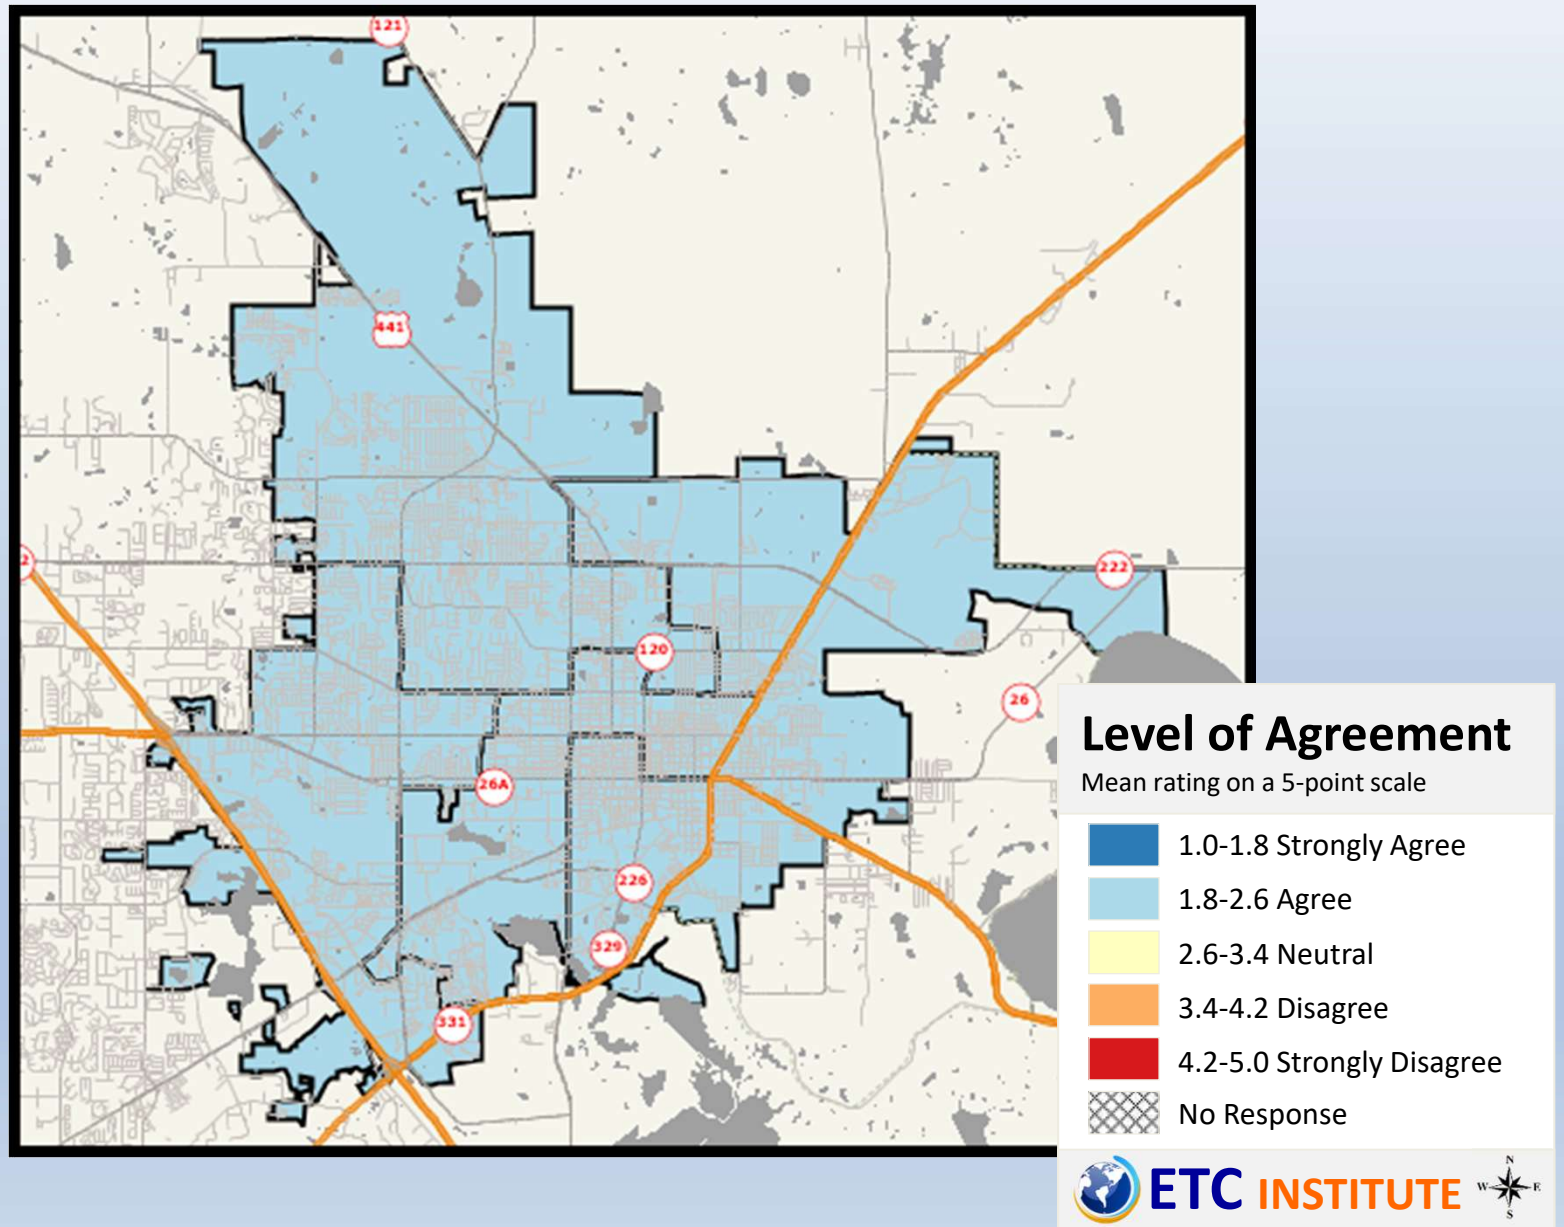 121
441
2
222
120
26
26A
226
329
331
Level of Agreement
Mean rating on a 5-point scale
1.0-1.8 Strongly Agree
1.8-2.6 Agree
2.6-3.4 Neutral
3.4-4.2 Disagree
4.2-5.0 Strongly Disagree
No Response
ETC INSTITUTE
N
W E
S